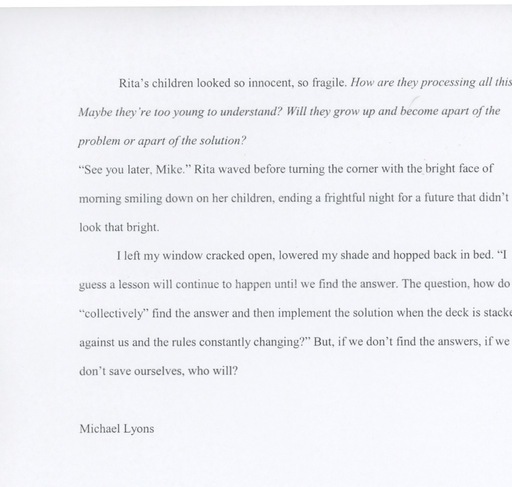 Rita's children looked so innocent, so fragile. How are they processing all this
Maybe they're too young to understand? Will they grow up and become apart of the
problem or apart of the solution?
“See you later, Mike.” Rita waved before turning the corner with the bright face of
morning smiling down on her children, ending a frightful night for a future that didn't
look that bright.
I left my window cracked open, lowered my shade and hopped back in bed. “I
guess a lesson will continue to happen until we find the answer. The question, how do
“collectively” find the answer and then implement the solution when the deck is
against us and the rules constantly changing?” But, if we don't find the answers, if we
don't save ourselves, who will?
Michael Lyons